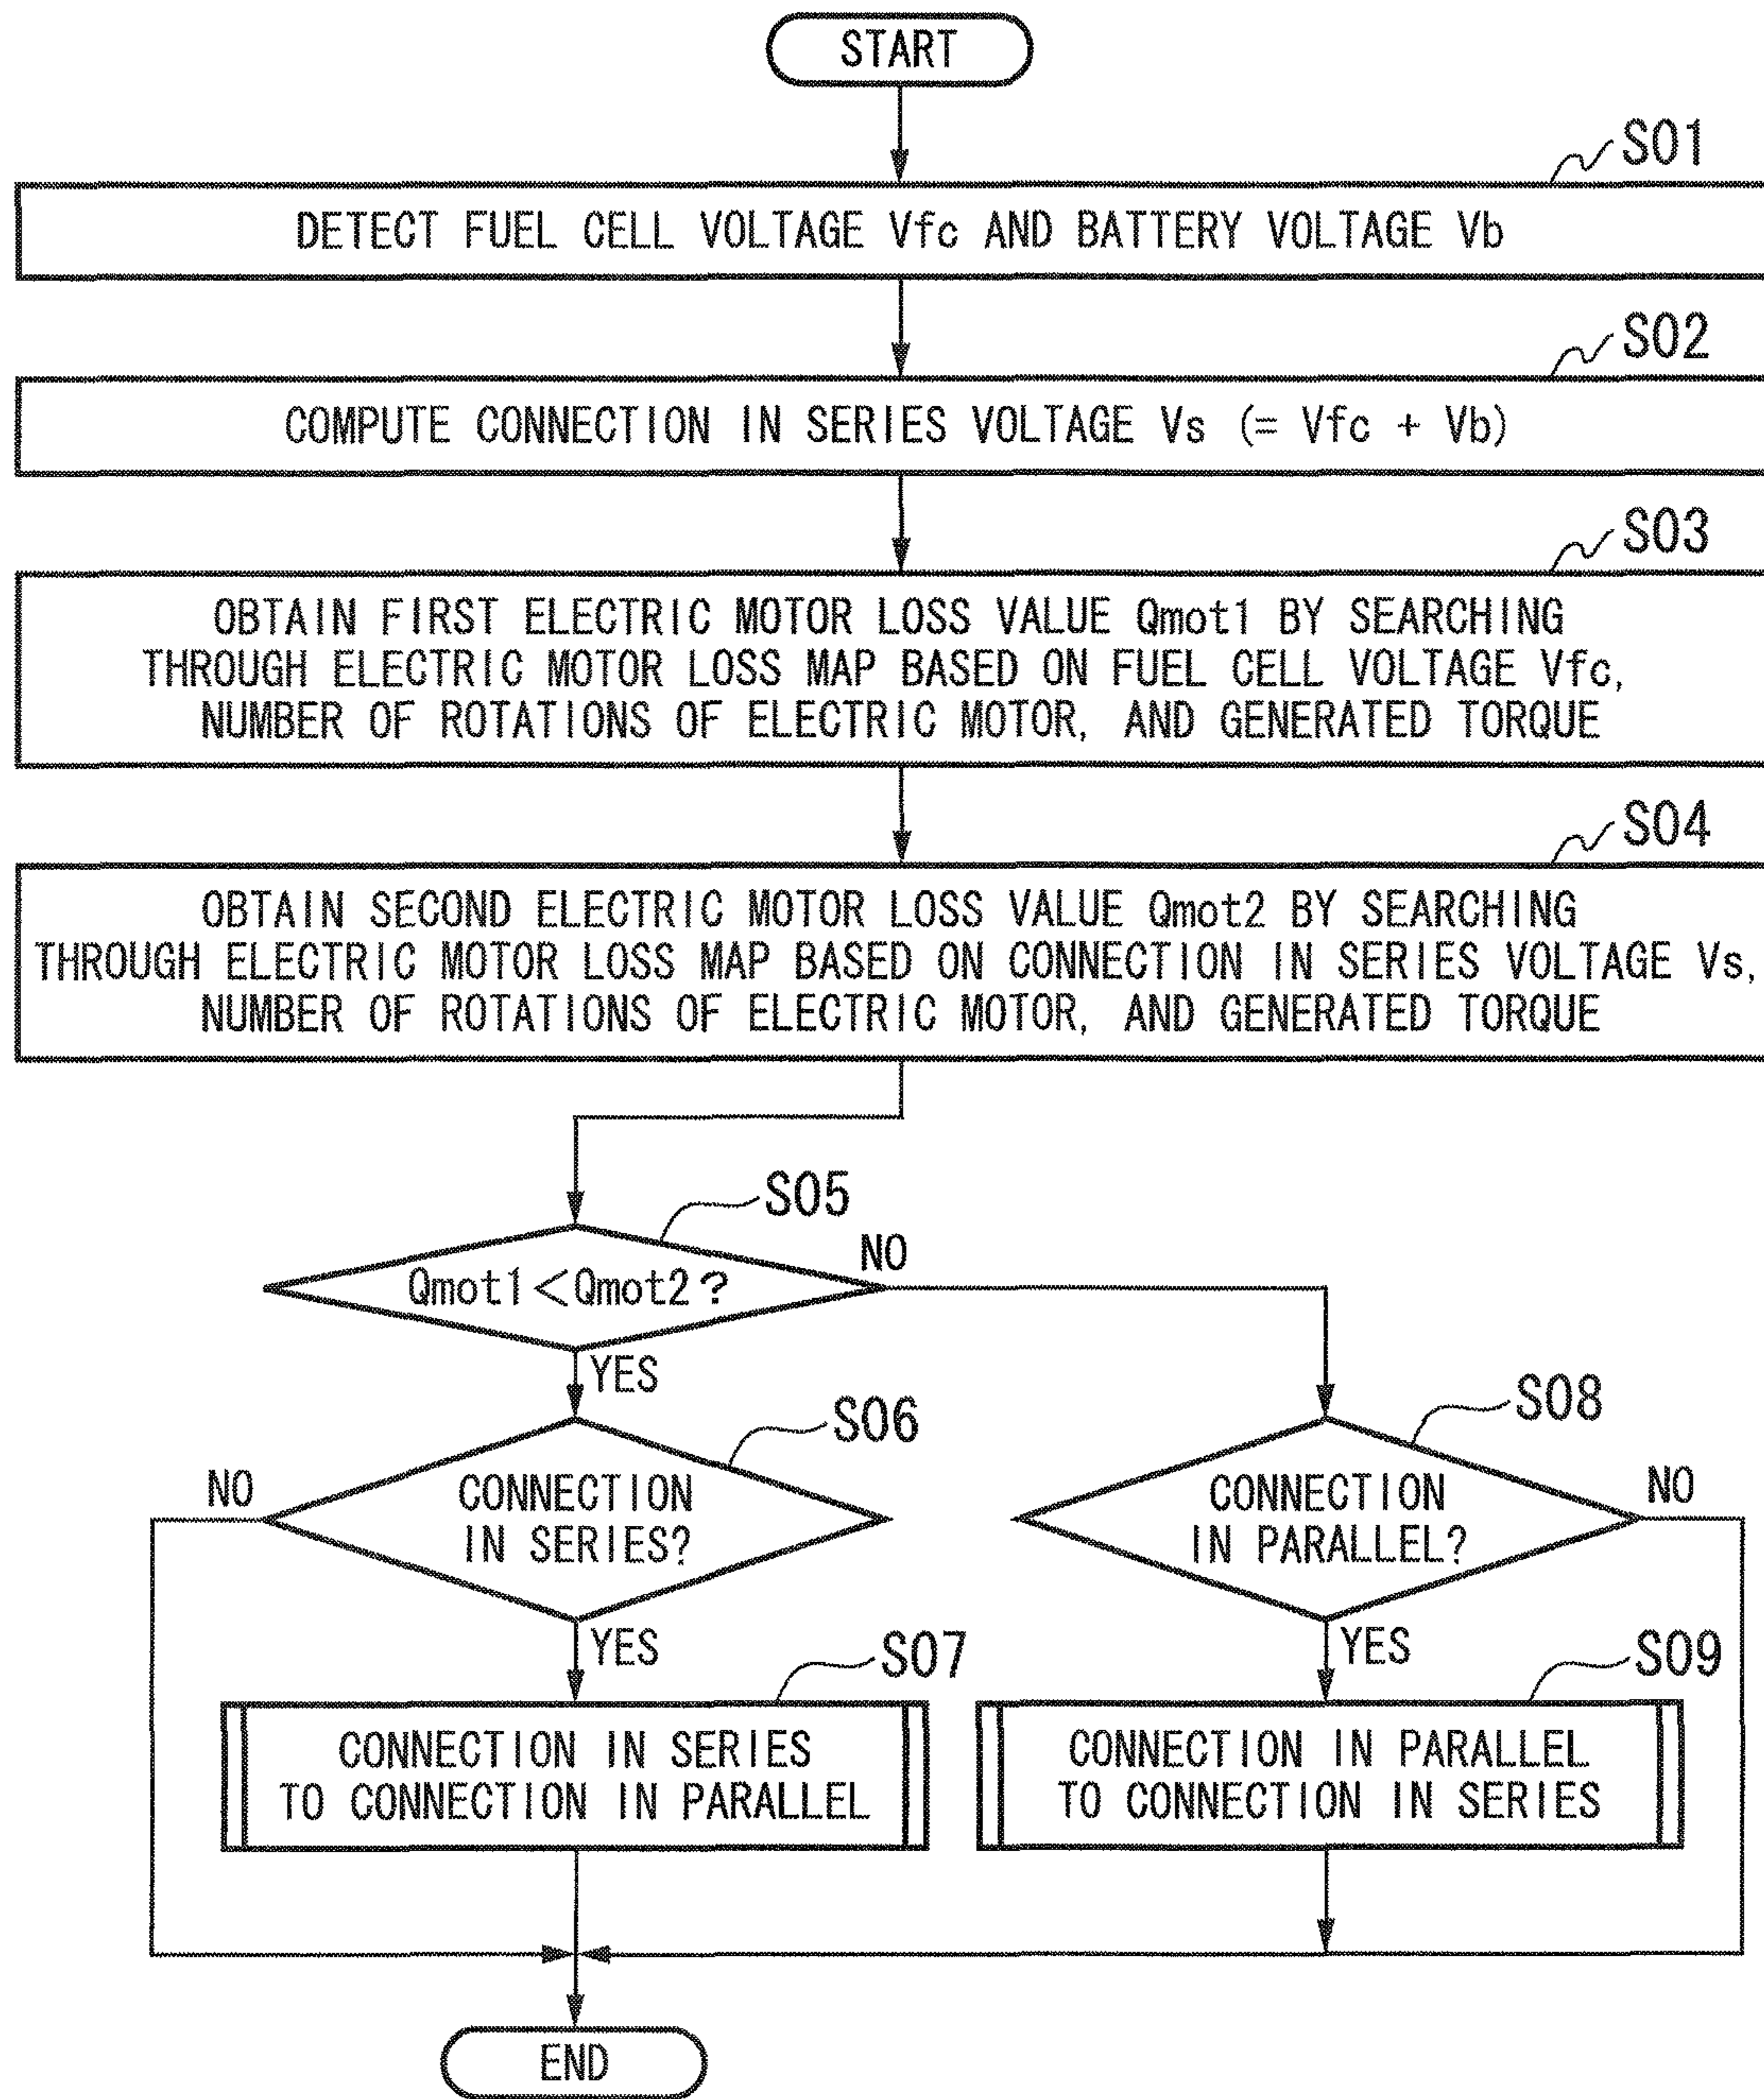 START
S01
DETECT FUEL CELL VOLTAGE Vfc AND BATTERY VOLTAGE Vb
S02
COMPUTE CONNECTION IN SERIES VOLTAGE Vs (= Vfc + Vb)
S03
OBTAIN FIRST ELECTRIC MOTOR LOSS VALUE Qmot1 BY SEARCHING
THROUGH ELECTRIC MOTOR LOSS MAP BASED ON FUEL CELL VOLTAGE Vfc,
NUMBER OF ROTATIONS OF ELECTRIC MOTOR, AND GENERATED TORQUE
S04
OBTAIN SECOND ELECTRIC MOTOR LOSS VALUE Qmot2 BY SEARCHING
THROUGH ELECTRIC MOTOR LOSS MAP BASED ON CONNECTION IN SERIES VOLTAGE Vs,
NUMBER OF ROTATIONS OF ELECTRIC MOTOR, AND GENERATED TORQUE
S05
Qmot1<Qmot2?
NO
YES
S06
CONNECTION
IN SERIES?
NO
YES
S07
CONNECTION IN SERIES
TO CONNECTION IN PARALLEL
S08
CONNECTION
IN PARALLEL?
NO
YES
S09
CONNECTION IN PARALLEL
TO CONNECTION IN SERIES
END